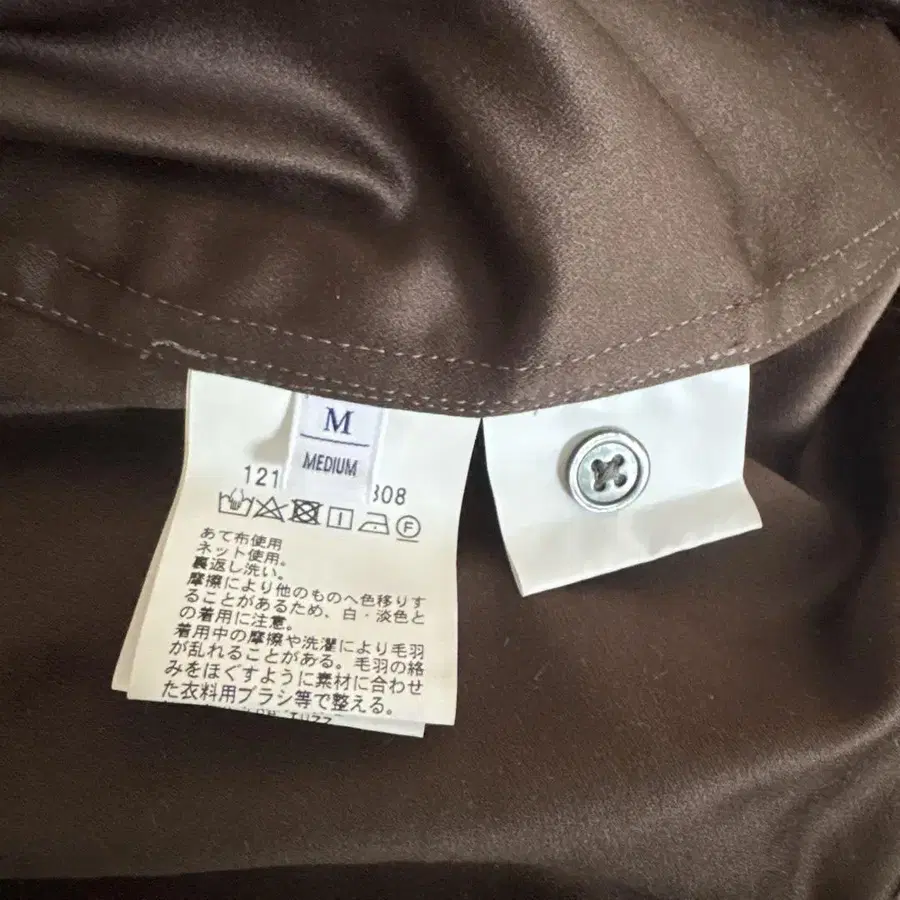 M
MEDIUM
121 308
F
あて布使用
ネット使用。
裏返し洗い。
摩擦により他のものへ色移りす
ることがあるため、白・淡色と
の着用に注意。
着用中の摩擦や洗濯により毛羽
が乱れることがある。毛羽の絡
みをほぐすように素材に合わせ
た衣料用ブラシ等で整える。